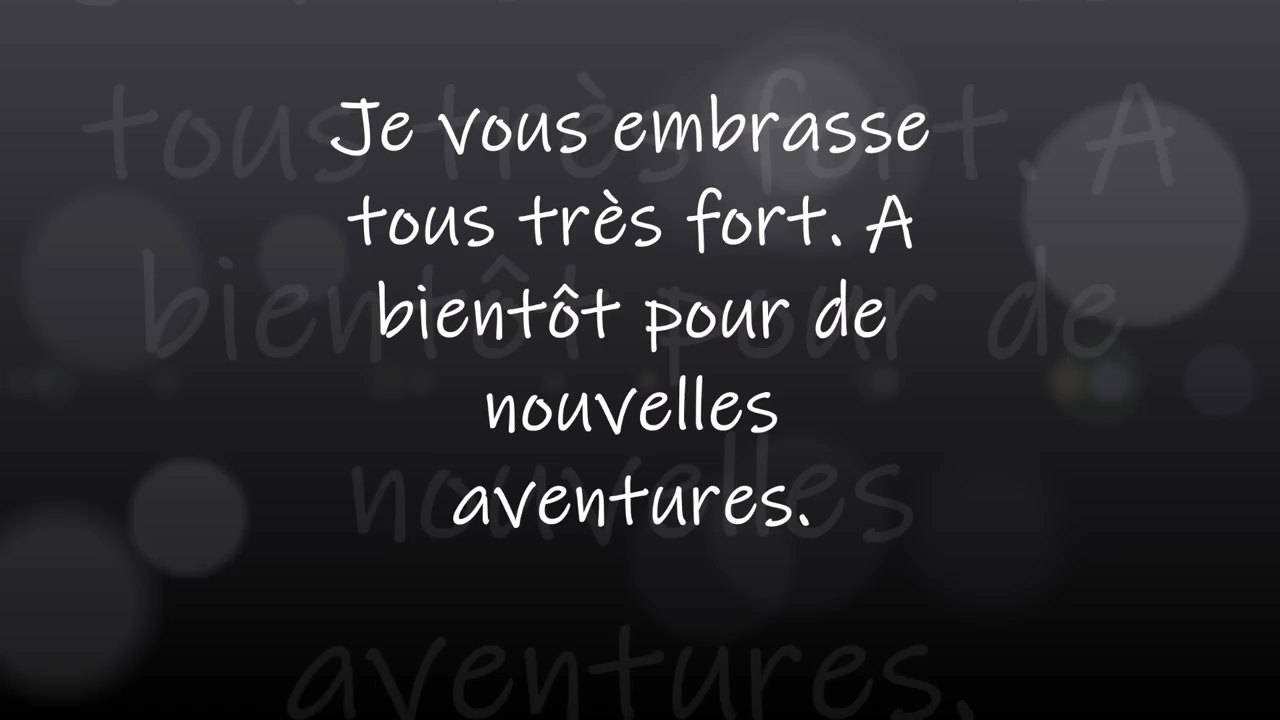 Je vous embrasse
tous très fort. A
bientôt pour de
nouvelles
aventures.